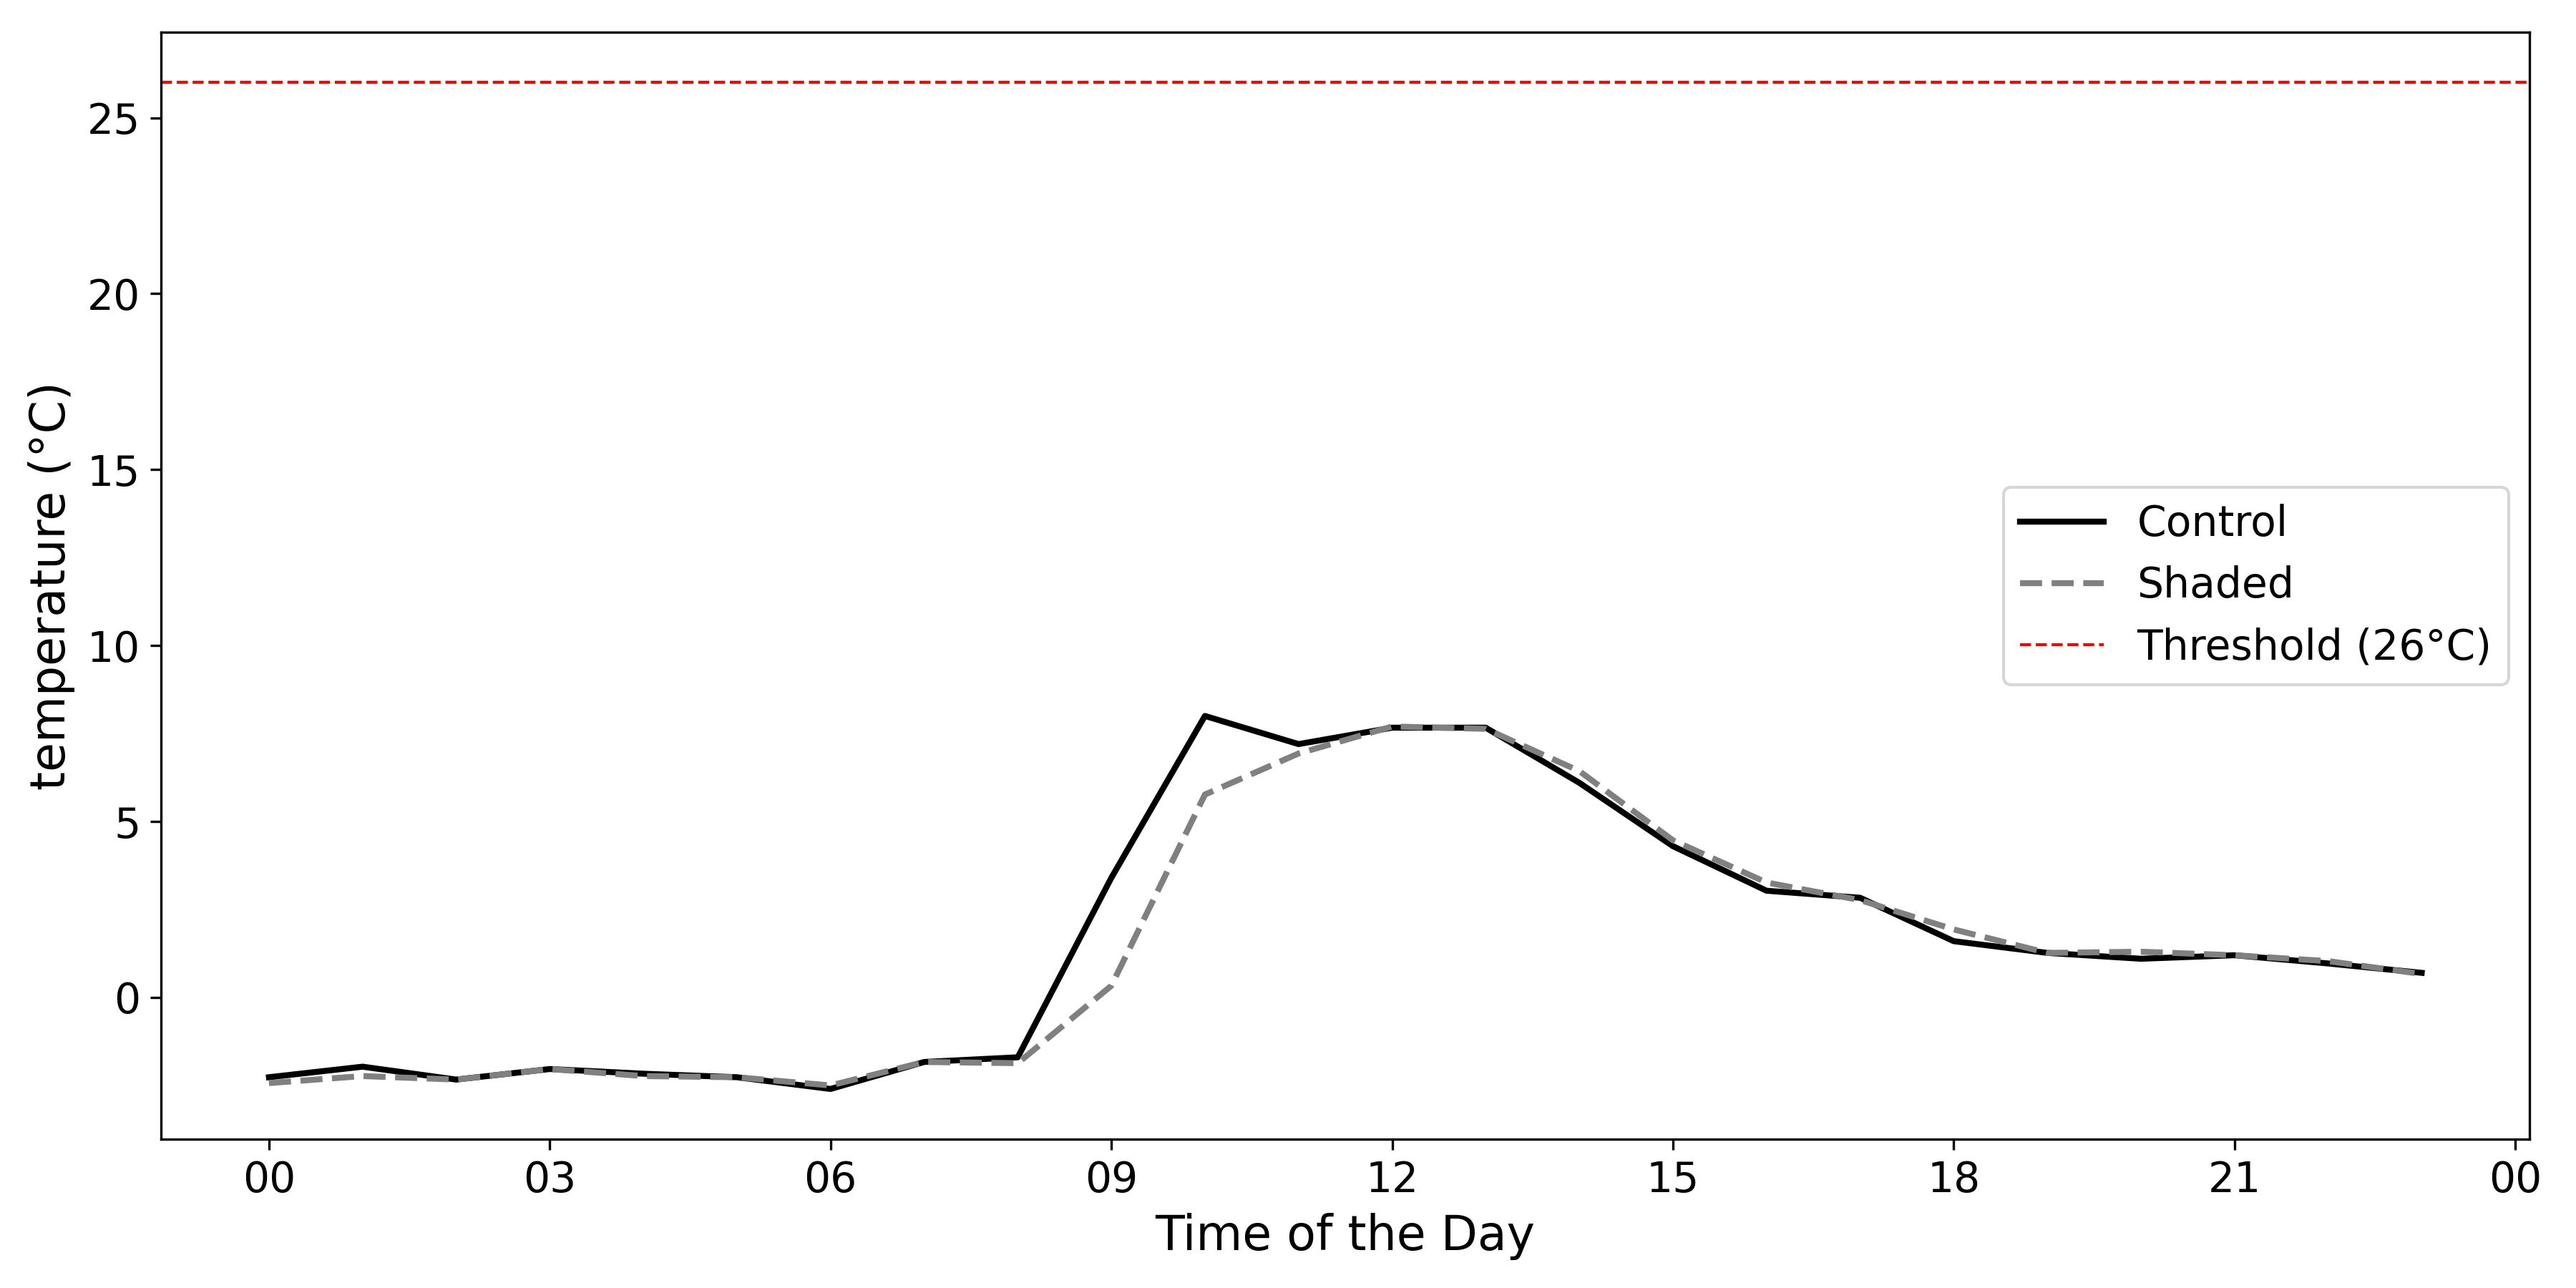 25
20
15
10
5
0
temperature (°C)
Control
Shaded
Threshold (26°C)
00 03 06 09 12 15 18 21 00
Time of the Day